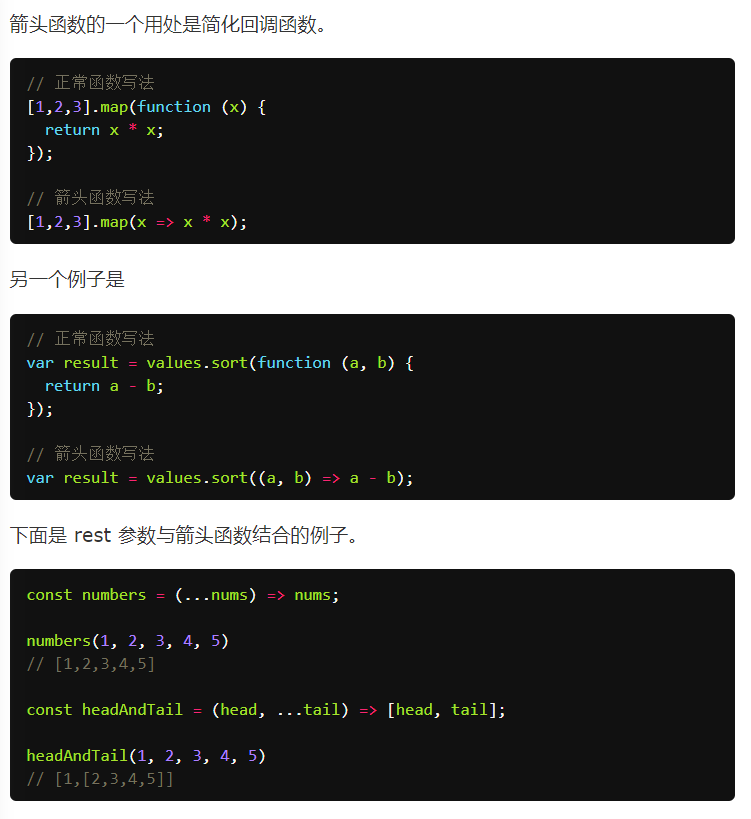 箭头函数的一个用处是简化回调函数。
// 正常函数写法
[1,2,3].map(function (x) {
  return x * x;
});
// 箭头函数写法
[1,2,3].map(x => x * x);
另一个例子是
// 正常函数写法
var result = values.sort(function (a, b) {
  return a - b;
});
// 箭头函数写法
var result = values.sort((a, b) => a - b);
下面是 rest 参数与箭头函数结合的例子。
const numbers = (...nums) => nums;
numbers(1, 2, 3, 4, 5)
// [1,2,3,4,5]
const headAndTail = (head, ...tail) => [head, tail];
headAndTail(1, 2, 3, 4, 5)
// [1,[2,3,4,5]]